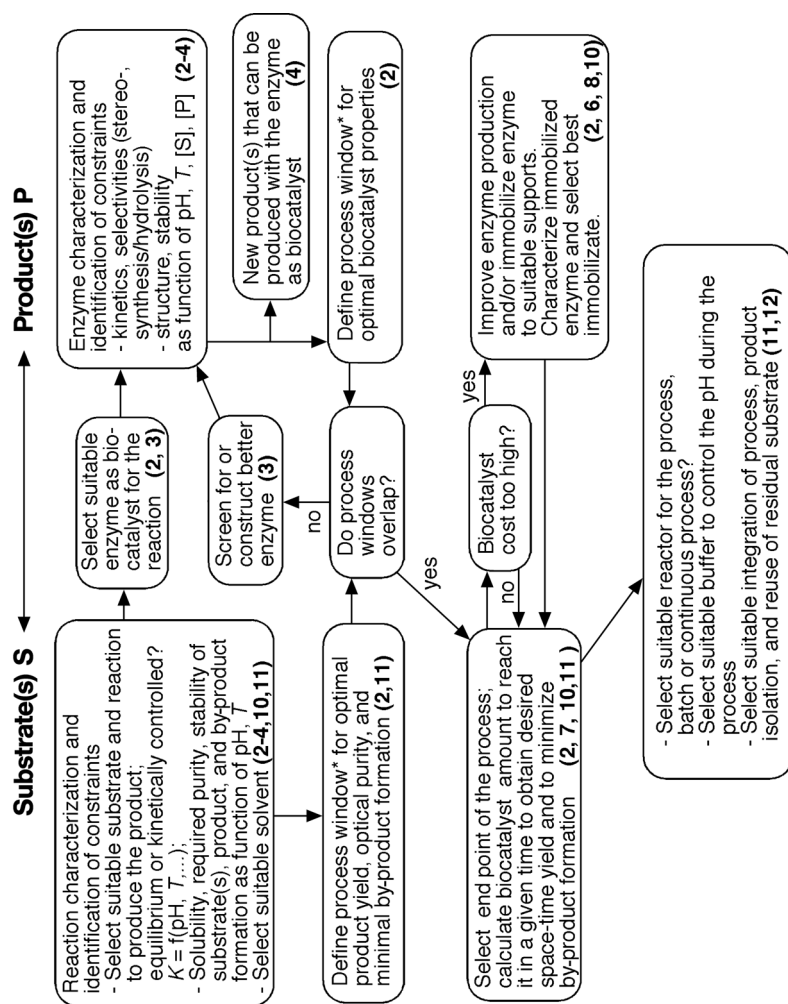 Substrate(s) S
Product(s) P
Reaction characterization and
identification of constraints
- Select suitable substrate and reaction
to produce the product;
equilibrium or kinetically controlled?
K = f(pH, T,...);
- Solubility, required purity, stability of
substrate(s), product, and by-product
formation as function of pH, T
- Select suitable solvent (2-4,10,11)
Select suitable
enzyme as bio-
catalyst for the
reaction (2, 3)
Enzyme characterization and
identification of constraints
- kinetics, selectivities (stereo-,
synthesis/hydrolysis)
- structure, stability
as function of pH, T, [S], [P] (2-4)
Screen for or
construct better
enzyme (3)
New product(s) that can be
produced with the enzyme
as biocatalyst
(4)
Define process window* for optimal
product yield, optical purity, and
minimal by-product formation (2,11)
no
Do process
windows
overlap?
Define process window* for
optimal biocatalyst properties
(2)
yes
Select end point of the process;
calculate biocatalyst amount to reach
it in a given time to obtain desired
space-time yield and to minimize
by-product formation (2, 7, 10,11 )
Biocatalyst
cost too high?
yes
no
Improve enzyme production
and/or immobilize enzyme
to suitable supports.
Characterize immobilized
enzyme and select best
immobilizate.
(2, 6, 8,10)
- Select suitable reactor for the process,
batch or continuous process?
- Select suitable buffer to control the pH during the
process
- Select suitable integration of process, product
isolation, and reuse of residual substrate (11,12)